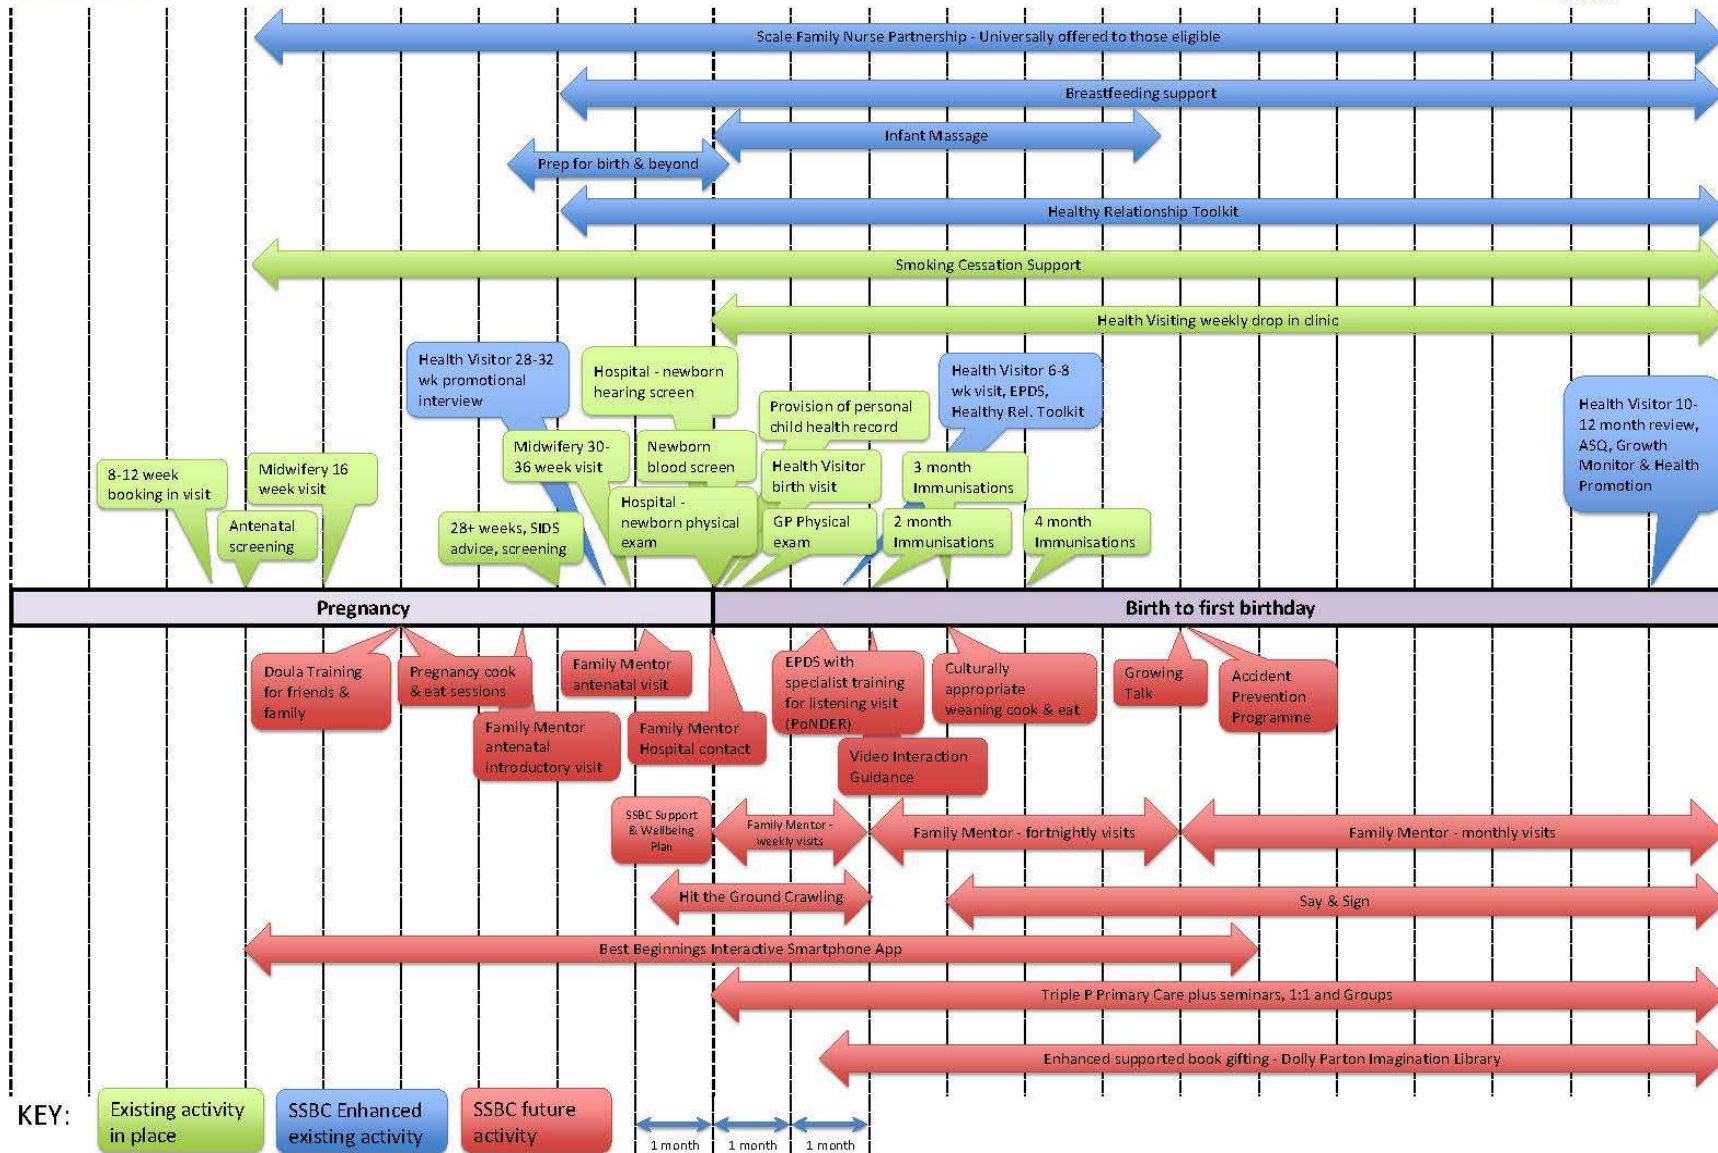 Scale Family Nurse Partnership - Universally offered to those eligible
Breastfeeding support
Infant Massage
Prep for birth & beyond
Healthy Relationship Toolkit
Smoking Cessation Support
Health Visiting weekly drop in clinic
Health Visitor 28-32
wk promotional
interview
Hospital - newborn
hearing screen
Provision of personal
child health record
Health Visitor 6-8
wk visit, EPDS,
Healthy Rel. Toolkit
Health Visitor 10-
12 month review,
ASQ, Growth
Monitor & Health
Promotion
8-12 week
booking in visit
Midwifery 16
week visit
Midwifery 30-
36 week visit
Newborn
blood screen
Health Visitor
birth visit
3 month
Immunisations
Antenatal
screening
28+ weeks, SIDS
advice, screening
Hospital -
newborn physical
exam
GP Physical
exam
2 month
Immunisations
4 month
Immunisations
Pregnancy
Birth to first birthday
Doula Training
for friends &
family
Pregnancy cook
& eat sessions
Family Mentor
antenatal visit
EPDS with
specialist training
for listening visit
(PoNDER)
Culturally
appropriate
weaning cook & eat
Growing
Talk
Accident
Prevention
Programme
Family Mentor
antenatal
introductory visit
Family Mentor
Hospital contact
Video Interaction
Guidance
SSBC Support
& Wellbeing
Plan
Family Mentor -
weekly visits
Family Mentor - fortnightly visits
Family Mentor - monthly visits
Hit the Ground Crawling
Say & Sign
Best Beginnings Interactive Smartphone App
Triple P Primary Care plus seminars, 1:1 and Groups
Enhanced supported book gifting - Dolly Parton Imagination Library
KEY:
Existing activity
in place
SSBC Enhanced
existing activity
SSBC future
activity
1 month
1 month
1 month